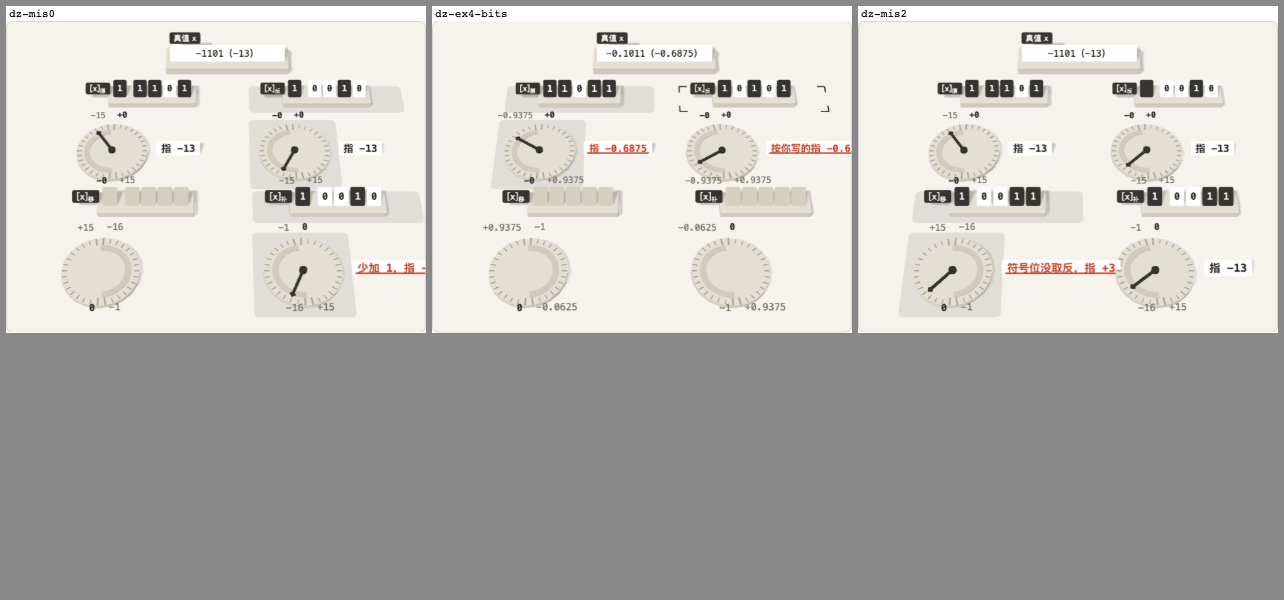 dz-mis0
真值 x
-1101 (-13)
[x]原 1 1 1 0 1
[x]反 1 0 0 1 0
-15 +0
-0 +0
指 -13
指 -13
-0 +15
-15 +15
[x]移
[x]补 1 0 0 1 0
+15 -16
-1 0
少加 1，指 -
0 -1
-16 +15
dz-ex4-bits
真值 x
-0.1011 (-0.6875)
[x]原 1 1 0 1 1
[x]反 1 0 1 0 1
-0.9375 +0
-0 +0
指 -0.6875
按你写的指 -0.6
-0 +0.9375
-0.9375 +0.9375
[x]移
[x]补
+0.9375 -1
-0.0625 0
0 -0.0625
-1 +0.9375
dz-mis2
真值 x
-1101 (-13)
[x]原 1 1 1 0 1
[x]反 0 0 1 0
-15 +0
-0 +0
指 -13
指 -13
-0 +15
-15 +15
[x]移 1 0 0 1 1
[x]补 1 0 0 1 1
+15 -16
-1 0
符号位没取反，指 +3
指 -13
0 -1
-16 +15